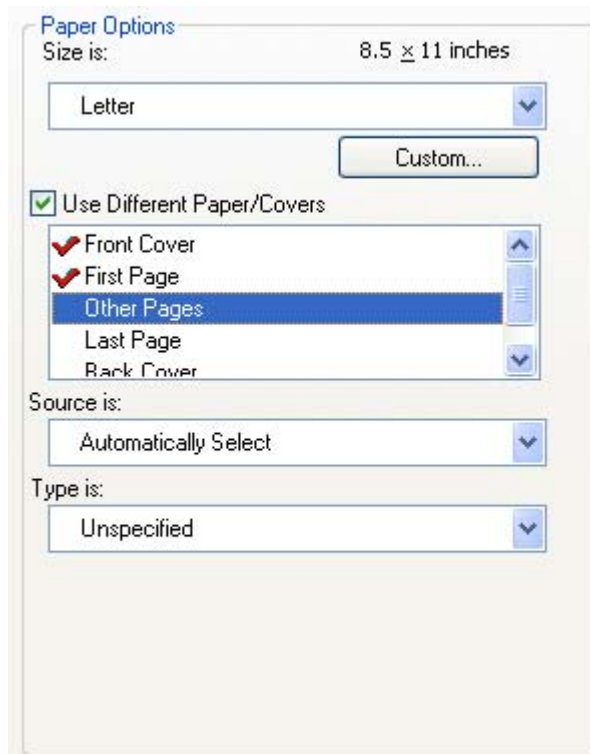 Paper Options
Size is: 8.5 x 11 inches
Letter
Custom...
Use Different Paper/Covers
Front Cover
First Page
Other Pages
Last Page
Back Cover
Source is:
Automatically Select
Type is:
Unspecified